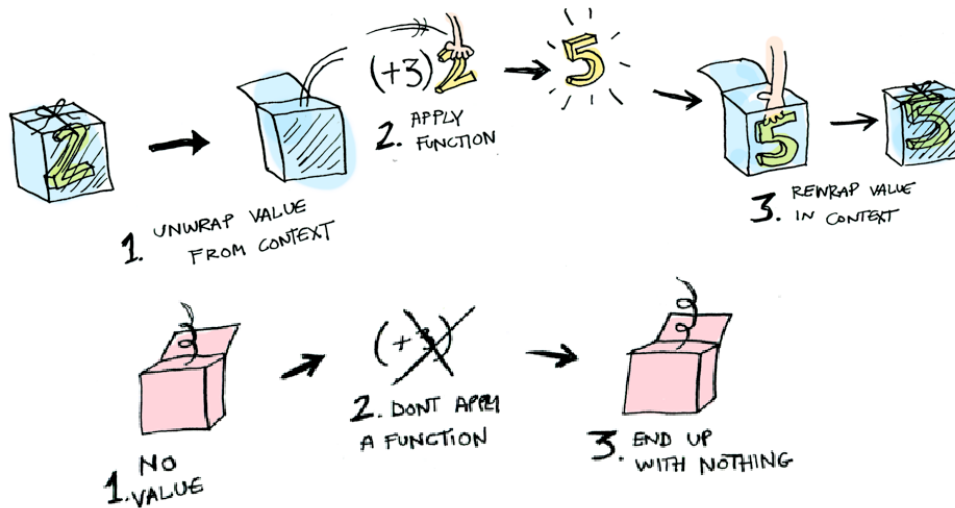 2
1. UNWRAP VALUE
FROM CONTEXT
(+3) 2
2. APPLY
FUNCTION
5
5
3. REWRAP VALUE
IN CONTEXT
5
1. NO
VALUE
(+3)
2. DONT APPLY
A FUNCTION
3. END UP
WITH NOTHING